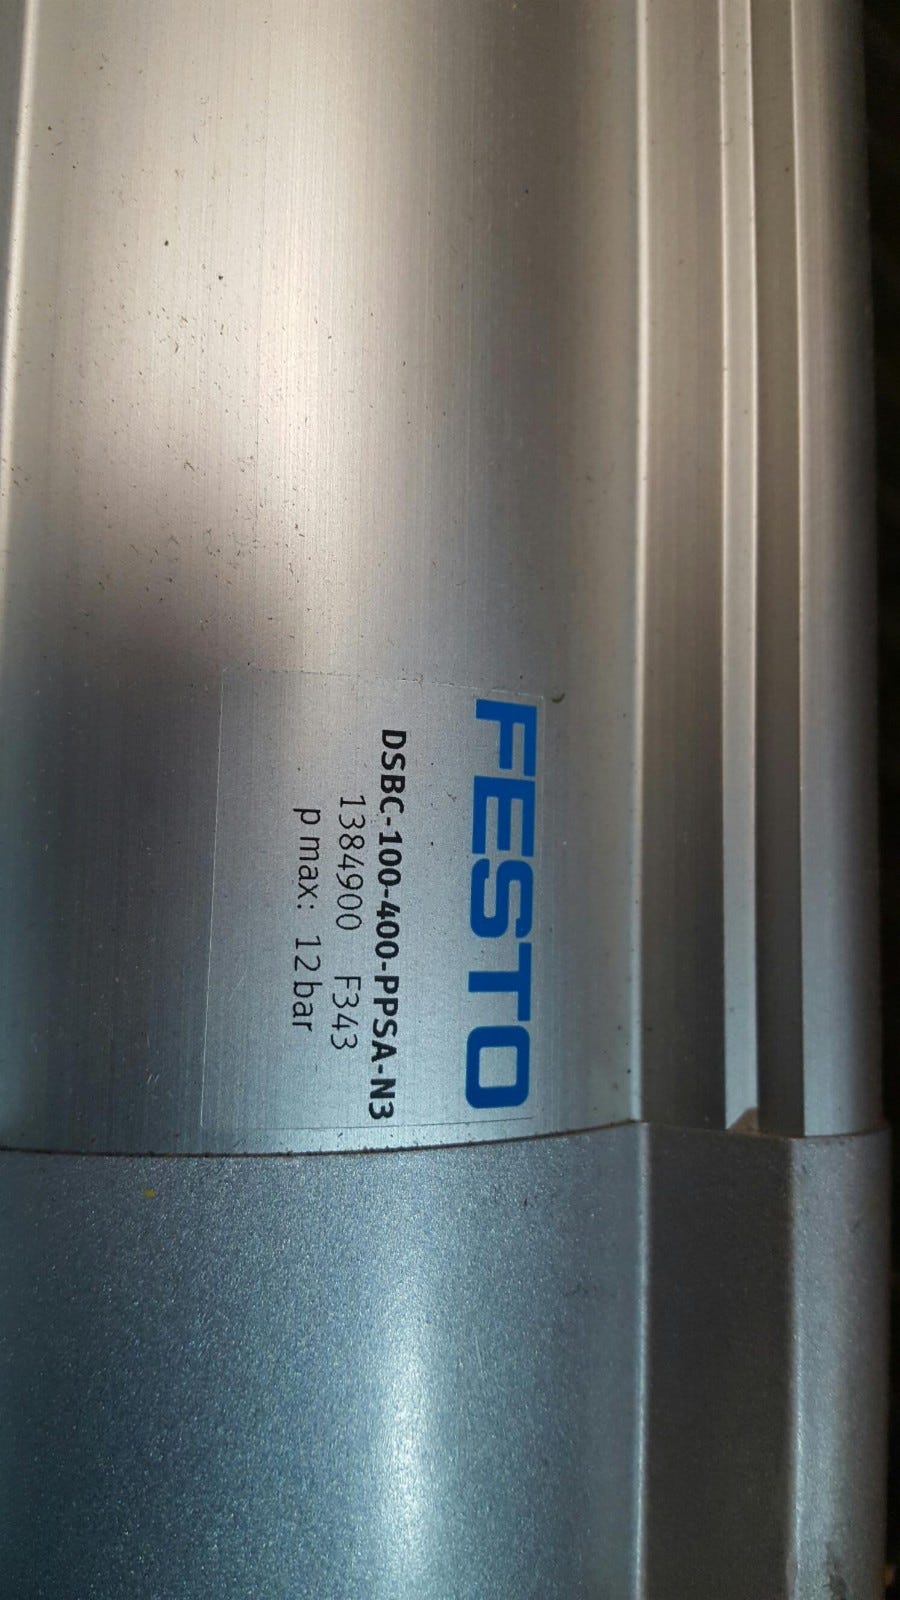 FESTO
DSBC-100-400-PPSA-N3
1384900 F343
p max: 12 bar